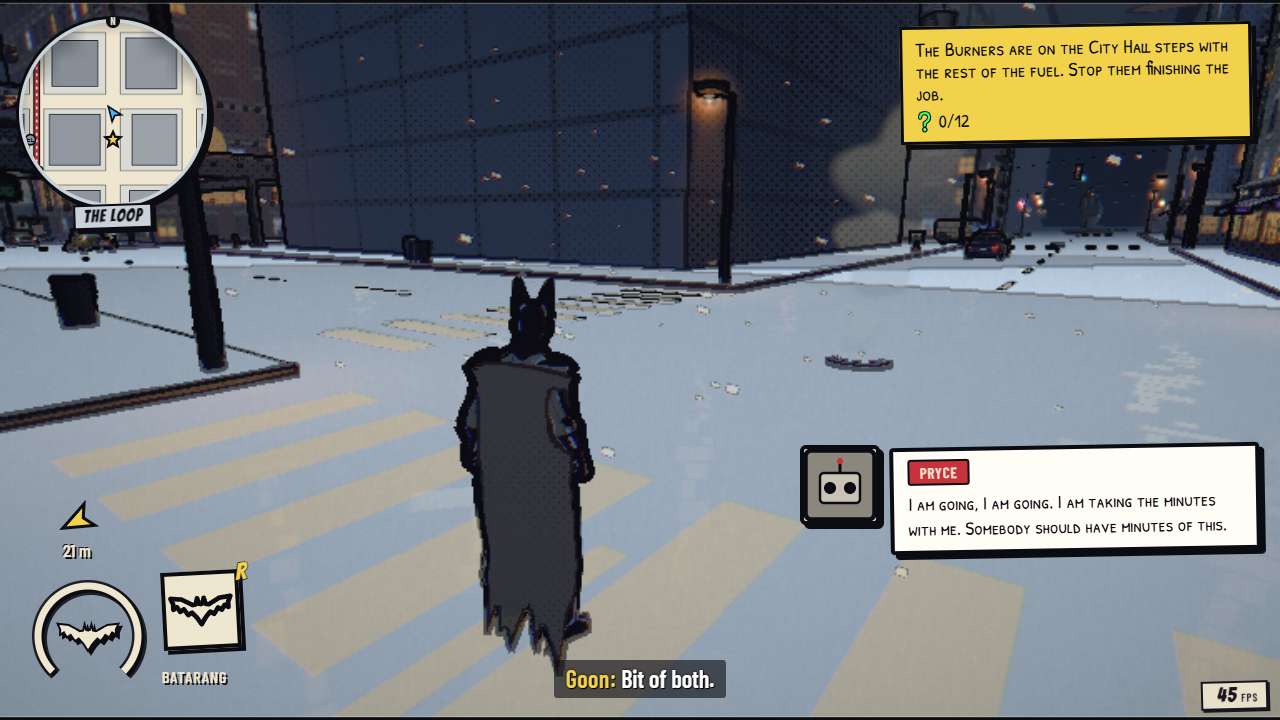 N
THE LOOP
The Burners are on the City Hall steps with
the rest of the fuel. Stop them finishing the
job.
? 0/12
PRYCE
I am going, I am going. I am taking the minutes
with me. Somebody should have minutes of this.
21 m
R
BATARANG
Goon: Bit of both.
45 FPS